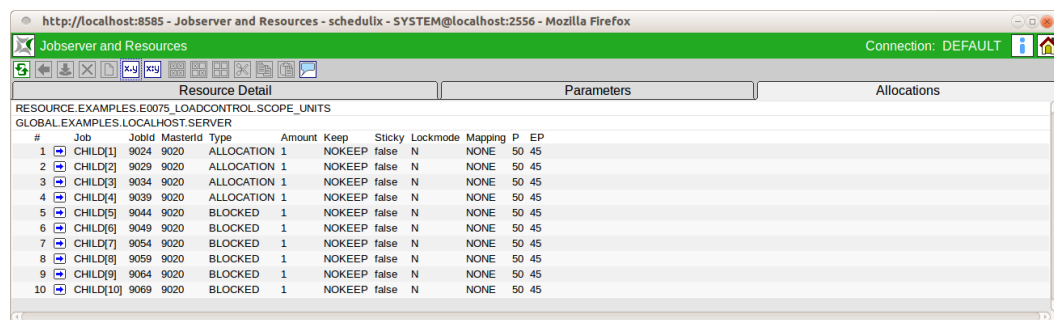 http://localhost:8585 - Jobserver and Resources - schedulix - SYSTEM@localhost:2556 - Mozilla Firefox
Jobserver and Resources Connection: DEFAULT
x.y x:y
Resource Detail Parameters Allocations
RESOURCE.EXAMPLES.E0075_LOADCONTROL.SCOPE_UNITS
GLOBAL.EXAMPLES.LOCALHOST.SERVER
# Job JobId MasterId Type Amount Keep Sticky Lockmode Mapping P EP
1 CHILD[1] 9024 9020 ALLOCATION 1 NOKEEP false N NONE 50 45
2 CHILD[2] 9029 9020 ALLOCATION 1 NOKEEP false N NONE 50 45
3 CHILD[3] 9034 9020 ALLOCATION 1 NOKEEP false N NONE 50 45
4 CHILD[4] 9039 9020 ALLOCATION 1 NOKEEP false N NONE 50 45
5 CHILD[5] 9044 9020 BLOCKED 1 NOKEEP false N NONE 50 45
6 CHILD[6] 9049 9020 BLOCKED 1 NOKEEP false N NONE 50 45
7 CHILD[7] 9054 9020 BLOCKED 1 NOKEEP false N NONE 50 45
8 CHILD[8] 9059 9020 BLOCKED 1 NOKEEP false N NONE 50 45
9 CHILD[9] 9064 9020 BLOCKED 1 NOKEEP false N NONE 50 45
10 CHILD[10] 9069 9020 BLOCKED 1 NOKEEP false N NONE 50 45